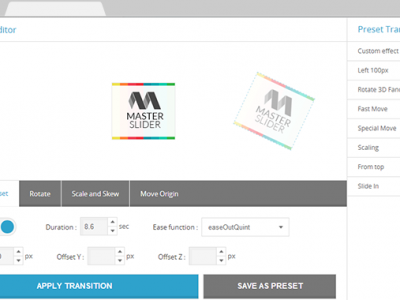 ditor
Preset Tran
Custom effect
Left 100px
Rotate 3D Fan
Fast Move
Special Move
Scaling
From top
Slide In
MASTER
SLIDER
MASTER
SLIDER
set Rotate Scale and Skew Move Origin
Duration : 8.6 sec Ease function : easeOutQuint
px Offset Y : px Offset Z : px
APPLY TRANSITION SAVE AS PRESET